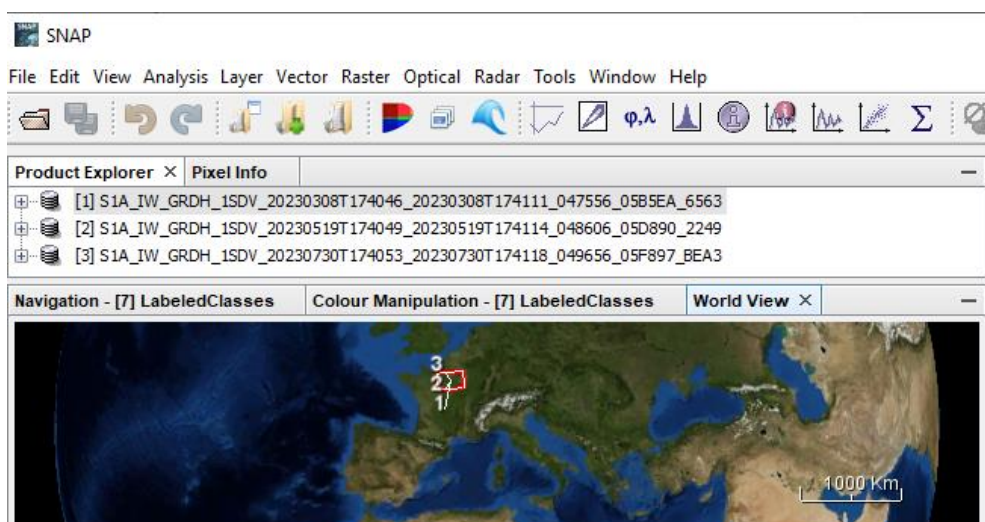 SNAP
File Edit View Analysis Layer Vector Raster Optical Radar Tools Window Help
φ,λ Σ
Product Explorer × Pixel Info
[1] S1A_IW_GRDH_1SDV_20230308T174046_20230308T174111_047556_05B5EA_6563
[2] S1A_IW_GRDH_1SDV_20230519T174049_20230519T174114_048606_05D890_2249
[3] S1A_IW_GRDH_1SDV_20230730T174053_20230730T174118_049656_05F897_BEA3
Navigation - [7] LabeledClasses Colour Manipulation - [7] LabeledClasses World View ×
3
2
1
1000 Km